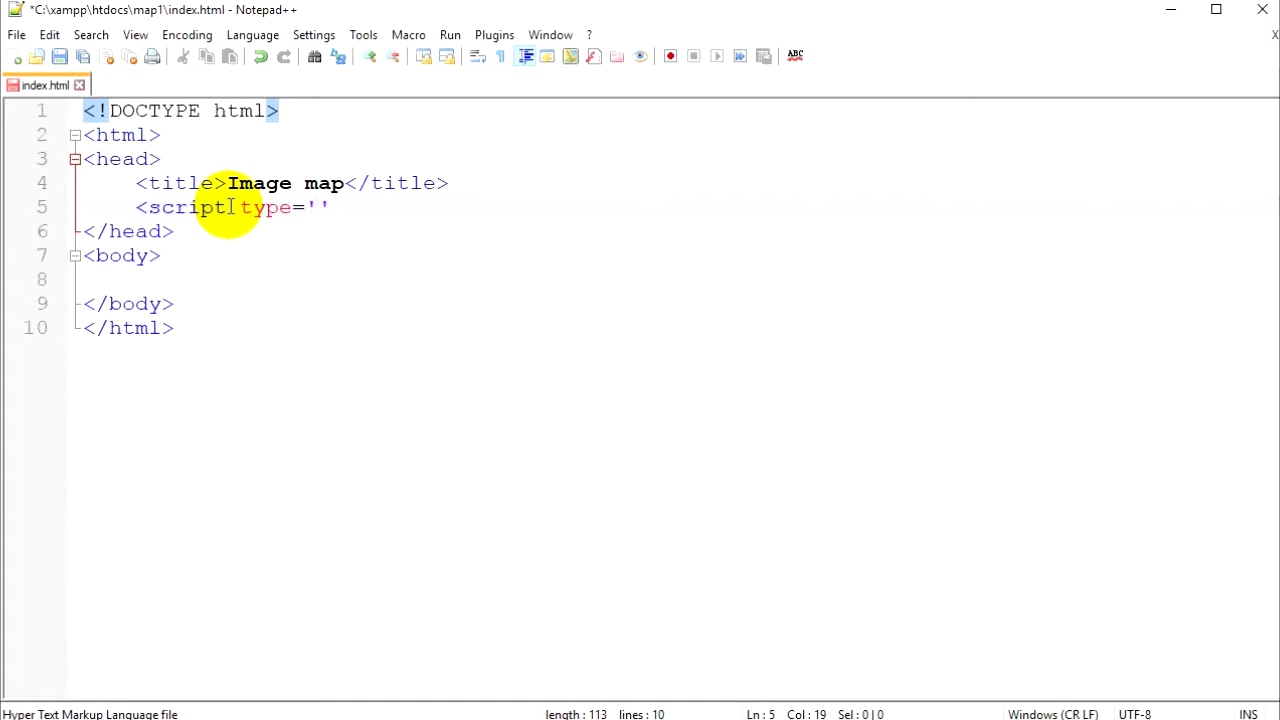 *C:\xampp\htdocs\map1\index.html - Notepad++
File Edit Search View Encoding Language Settings Tools Macro Run Plugins Window ? X
ABC
index.html
1 <!DOCTYPE html>
2 <html>
3 <head>
4 <title>Image map</title>
5 <script type=''
6 </head>
7 <body>
8
9 </body>
10 </html>
Hyper Text Markup Language file length : 113 lines : 10 Ln : 5 Col : 19 Sel : 0 | 0 Windows (CR LF) UTF-8 INS